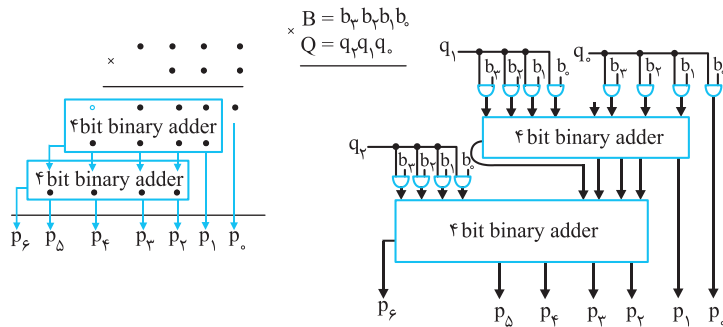 ×
۴bit binary adder
۴bit binary adder
p۶ p۵ p۴ p۳ p۲ p۱ p۰
× B = b۳b۲b۱b۰
Q = q۲q۱q۰
q۱
b۳ b۲ b۱ b۰
q۰
b۳ b۲ b۱ b۰
۴bit binary adder
q۲
b۳ b۲ b۱ b۰
۴bit binary adder
p۶ p۵ p۴ p۳ p۲ p۱ p۰